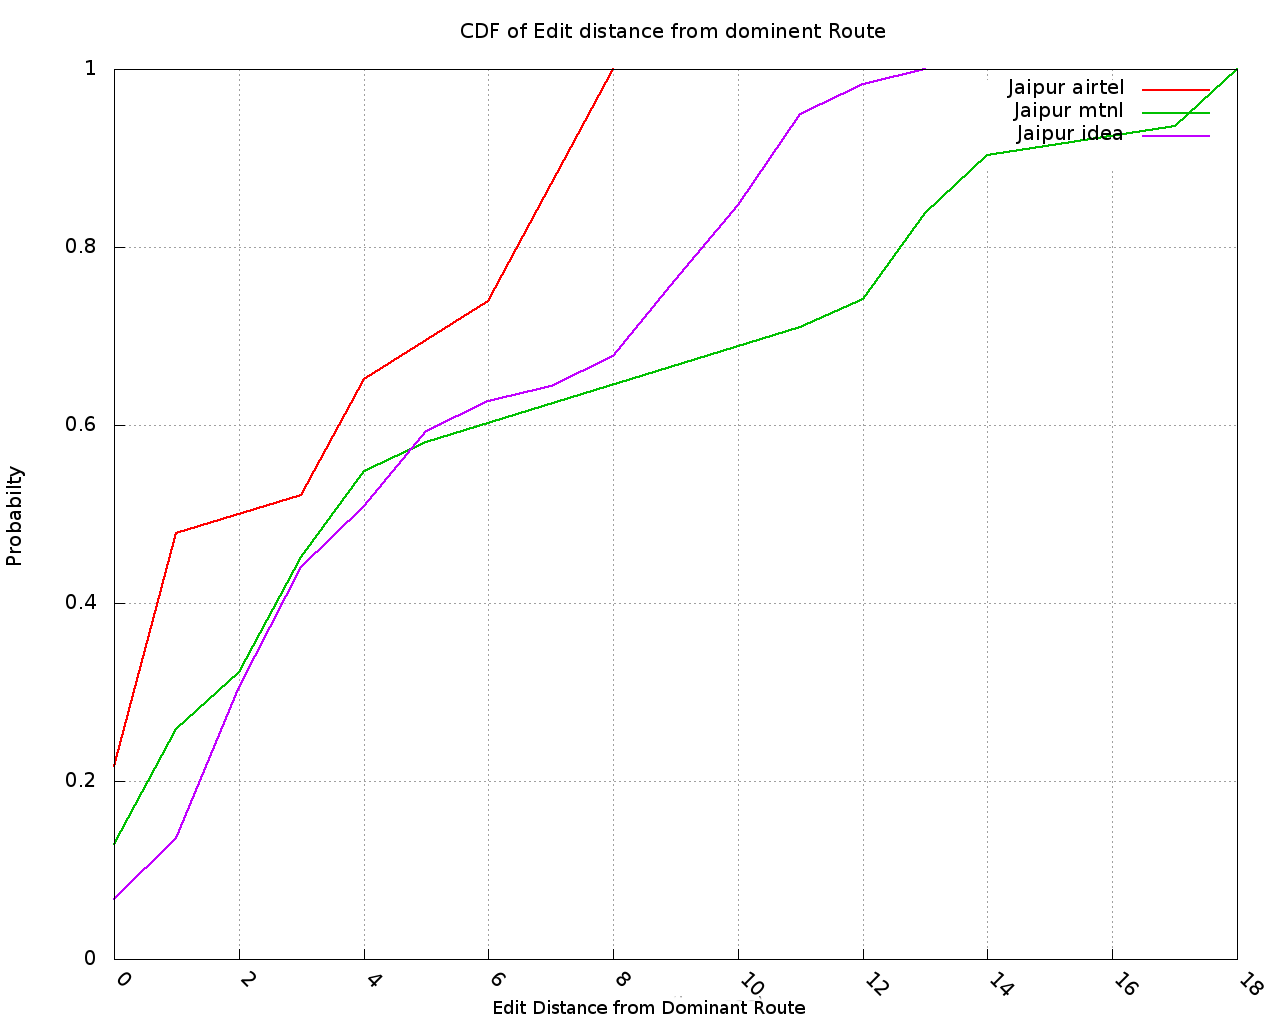 CDF of Edit distance from dominent Route
Jaipur airtel
Jaipur mtnl
Jaipur idea
1
0.8
0.6
0.4
0.2
0
Probabilty
0 2 4 6 8 10 12 14 16 18
Edit Distance from Dominant Route